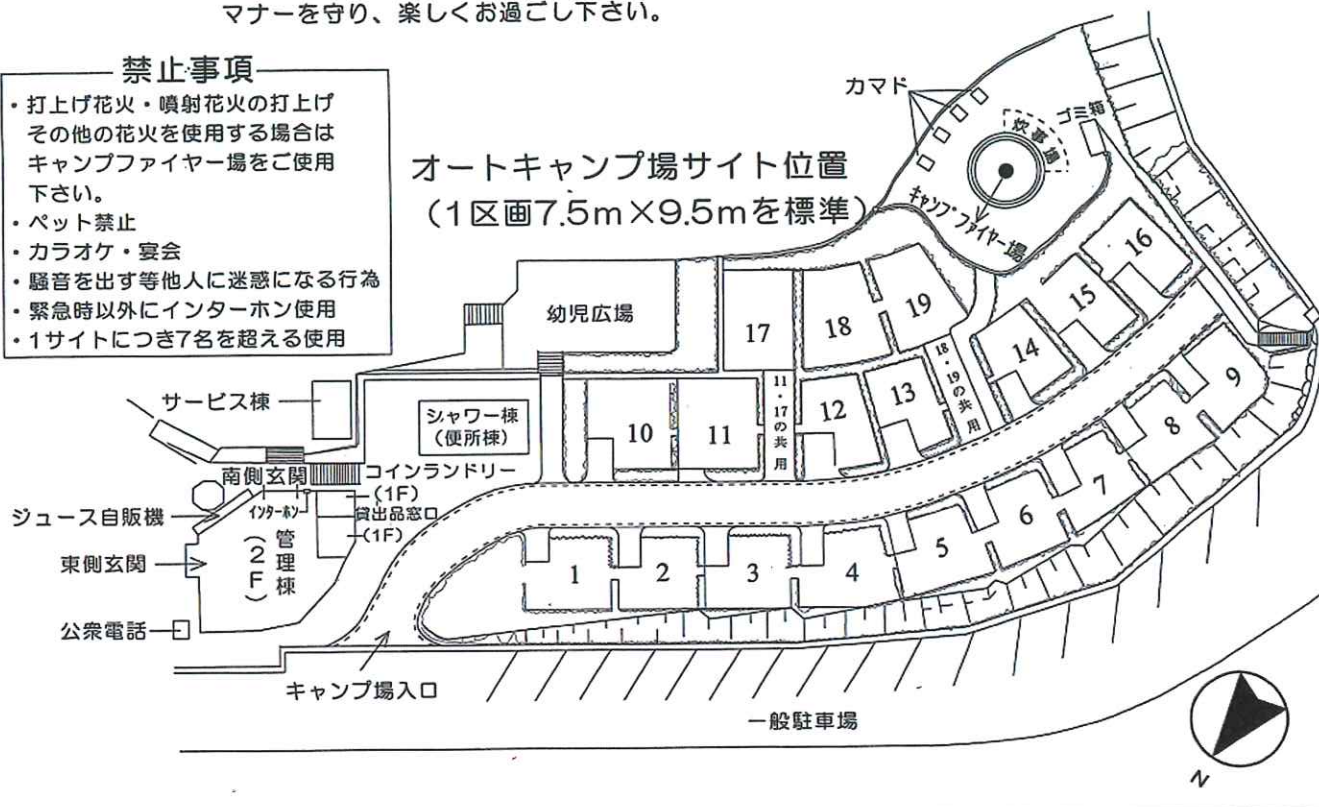 マナーを守り、楽しくお過ごし下さい。
禁止事項
・打上げ花火・噴射花火の打上げ
その他の花火を使用する場合は
キャンプファイヤー場をご使用
下さい。
・ペット禁止
・カラオケ・宴会
・騒音を出す等他人に迷惑になる行為
・緊急時以外にインターホン使用
・1サイトにつき7名を超える使用
オートキャンプ場サイト位置
（1区画7.5m×9.5mを標準）
カマド
ゴミ箱
炊事場
キャンプファイヤー場
幼児広場
17
18
19
14
15
16
サービス棟
シャワー棟
（便所棟）
10
11
11・17の共用
12
13
18・19の共用
南側玄関
コインランドリー
（1F）
インターホン
貸出品窓口
（1F）
ジュース自販機
東側玄関
管理棟
（2F）
公衆電話
1
2
3
4
5
6
7
8
9
キャンプ場入口
一般駐車場
N